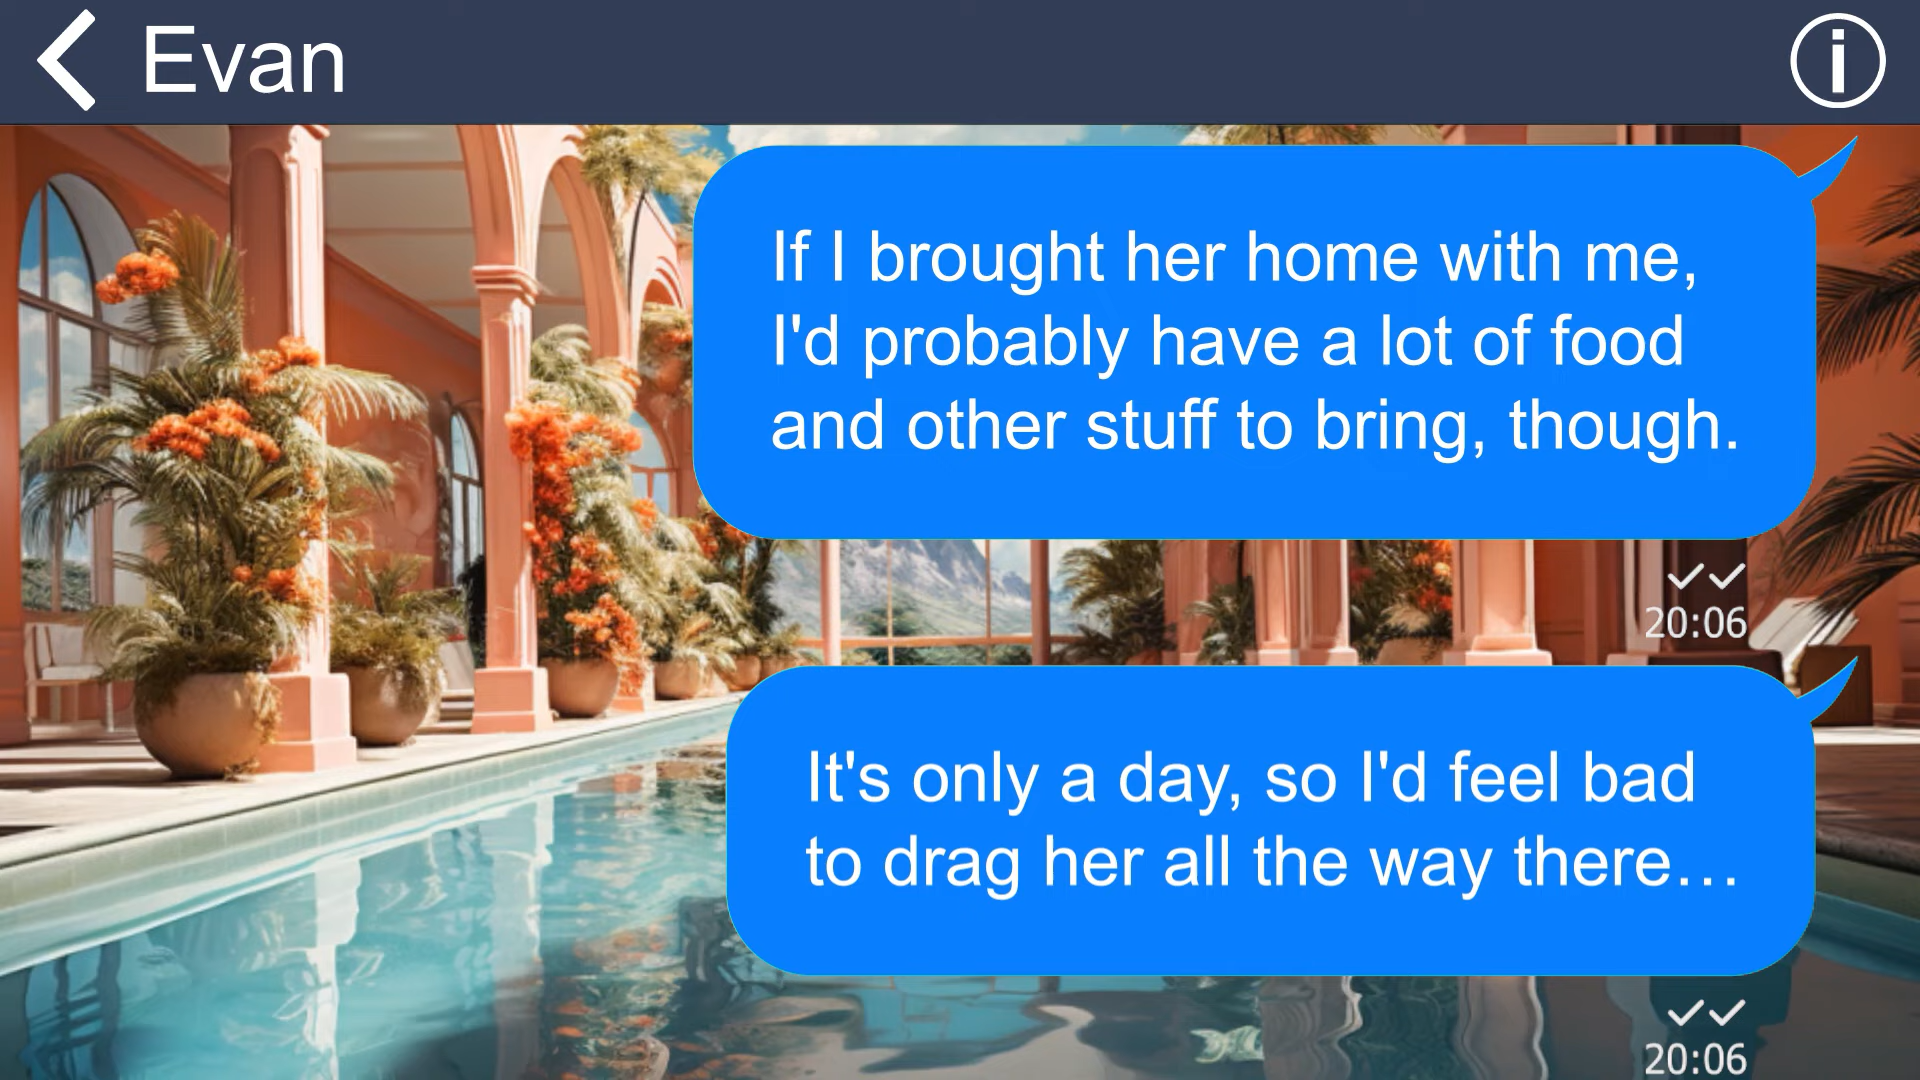 Evan
If I brought her home with me,
I'd probably have a lot of food
and other stuff to bring, though.
20:06
It's only a day, so I'd feel bad
to drag her all the way there…
20:06